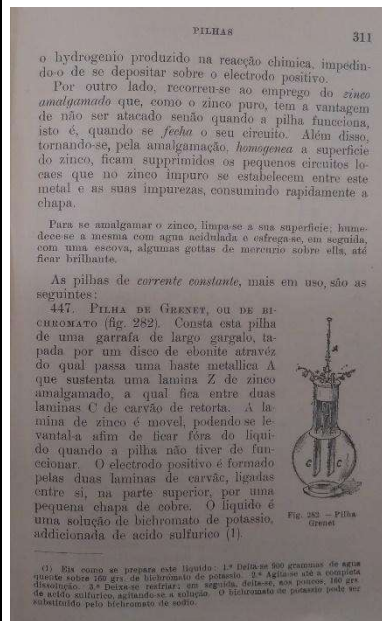 PILHAS
311
o hydrogenio produzido na reacção chimica, impedin-
do-o de se depositar sobre o electrodo positivo.
Por outro lado, recorreu-se ao emprego do zinco
amalgamado que, como o zinco puro, tem a vantagem
de não ser atacado senão quando a pilha funcciona,
isto é, quando se fecha o seu circuito. Além disso,
tornando-se, pela amalgamação, homogenea a superficie
do zinco, ficam supprimidos os pequenos circuitos lo-
caes que no zinco impuro se estabelecem entre este
metal e as suas impurezas, consumindo rapidamente a
chapa.
Para se amalgamar o zinco, limpa-se a sua superficie; hume-
dece-se a mesma com agua acidulada e esfrega-se, em seguida,
com uma escova, algumas gottas de mercurio sobre ella, até
ficar brilhante.
As pilhas de corrente constante, mais em uso, são as
seguintes:
447. PILHA DE GRENET, OU DE BI-
CHROMATO (fig. 282). Consta esta pilha
de uma garrafa de largo gargalo, ta-
pada por um disco de ebonite atravéz
do qual passa uma haste metallica A
que sustenta uma lamina Z de zinco
amalgamado, a qual fica entre duas
laminas C de carvão de retorta. A la-
mina de zinco é movel, podendo-se le-
vantal-a afim de ficar fóra do liqui-
do quando a pilha não tiver de fun-
ccionar. O electrodo positivo é formado
pelas duas laminas de carvão, ligadas
entre si, na parte superior, por uma
pequena chapa de cobre. O liquido é
uma solução de bichromato de potassio,
addicionada de acido sulfurico (1).
A
C C
Fig. 282 — Pilha
Grenet
(1) Eis como se prepara este liquido: 1.º Deita-se 900 grammas de agua
quente sobre 160 grs. de bichromato de potassio. 2.º Agita-se até a completa
dissolução. 3.º Deixa-se resfriar; em seguida, deita-se, aos poucos, 160 grs.
de acido sulfurico, agitando-se a solução. O bichromato de potassio pode ser
substituido pelo bichromato de sodio.